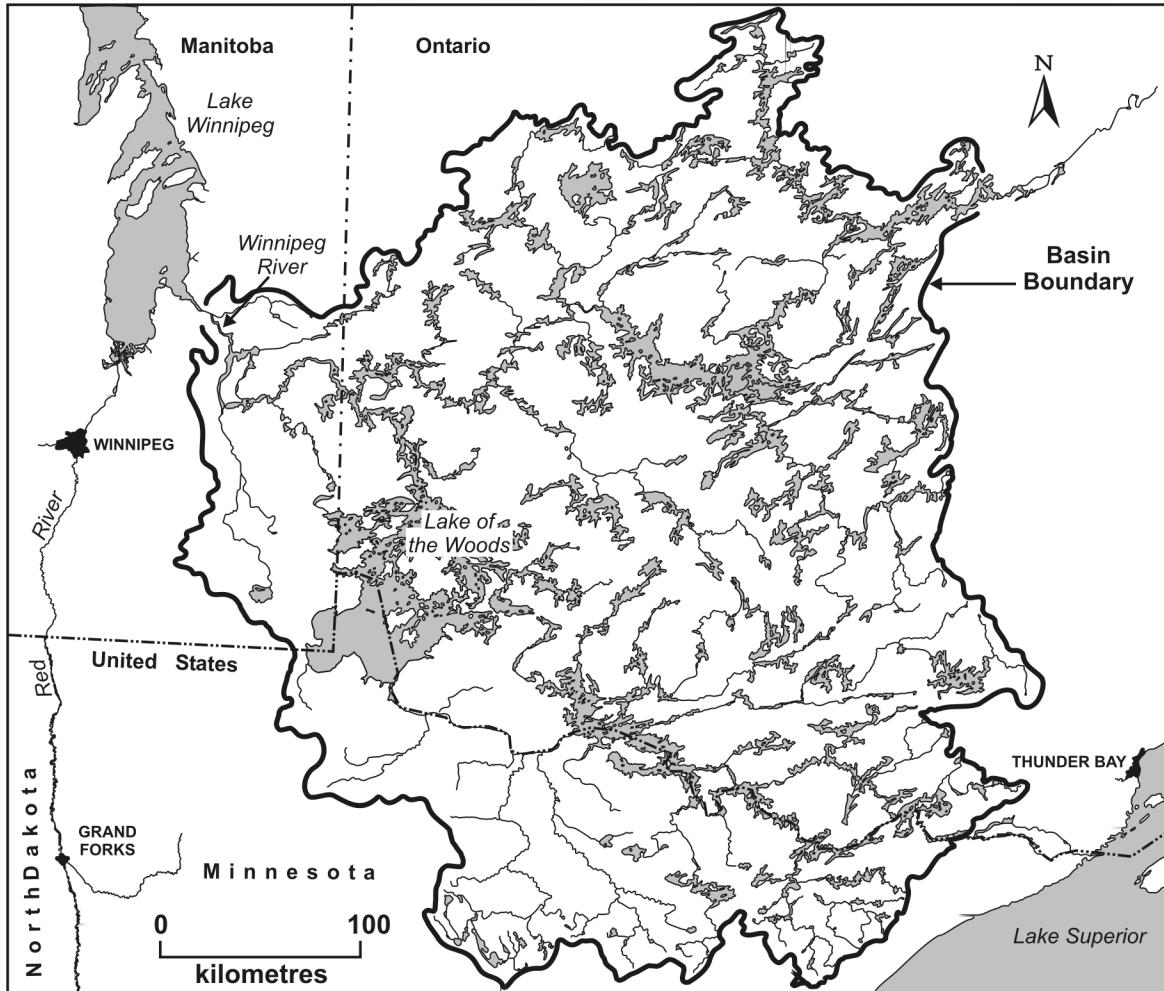 Manitoba
Ontario
N
Lake
Winnipeg
Winnipeg
River
Basin
Boundary
WINNIPEG
River
Lake of
the Woods
United States
Red
THUNDER BAY
GRAND
FORKS
North Dakota
Minnesota
0 100
kilometres
Lake Superior